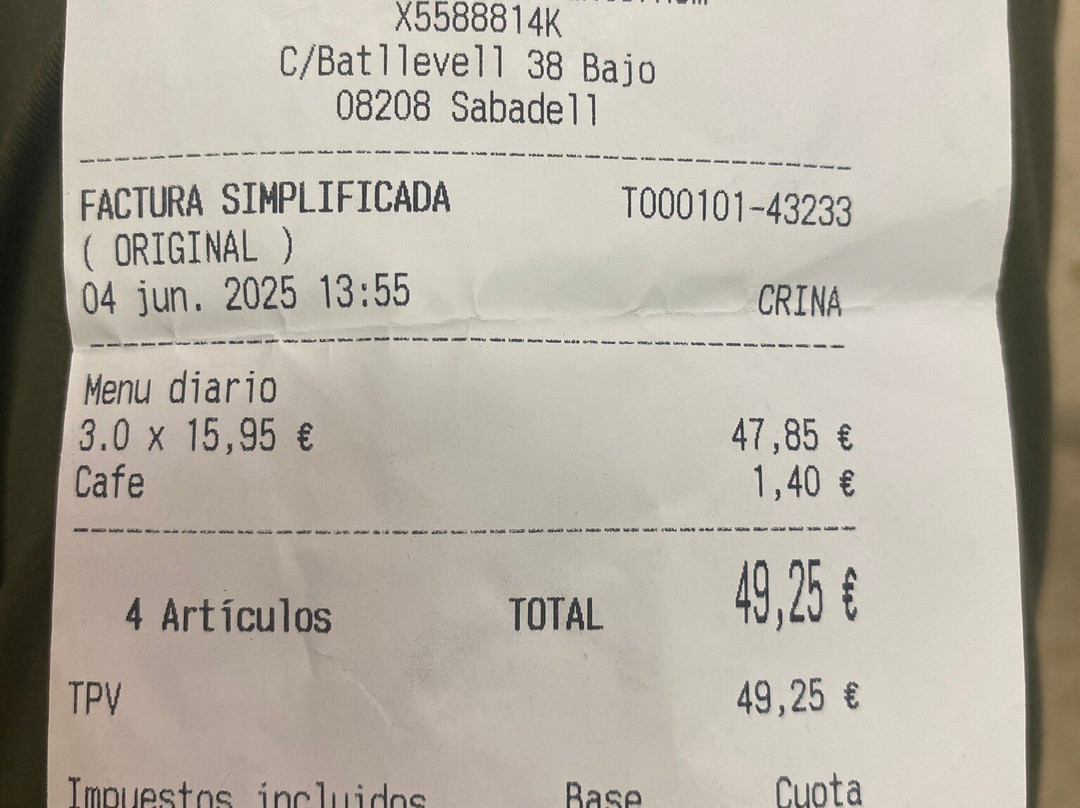 X5588814K
C/Batllevell 38 Bajo
08208 Sabadell
FACTURA SIMPLIFICADA T000101-43233
( ORIGINAL )
04 jun. 2025 13:55 CRINA
Menu diario
3.0 x 15,95 € 47,85 €
Cafe 1,40 €
4 Artículos TOTAL 49,25 €
TPV 49,25 €
Impuestos incluidos Base Cuota